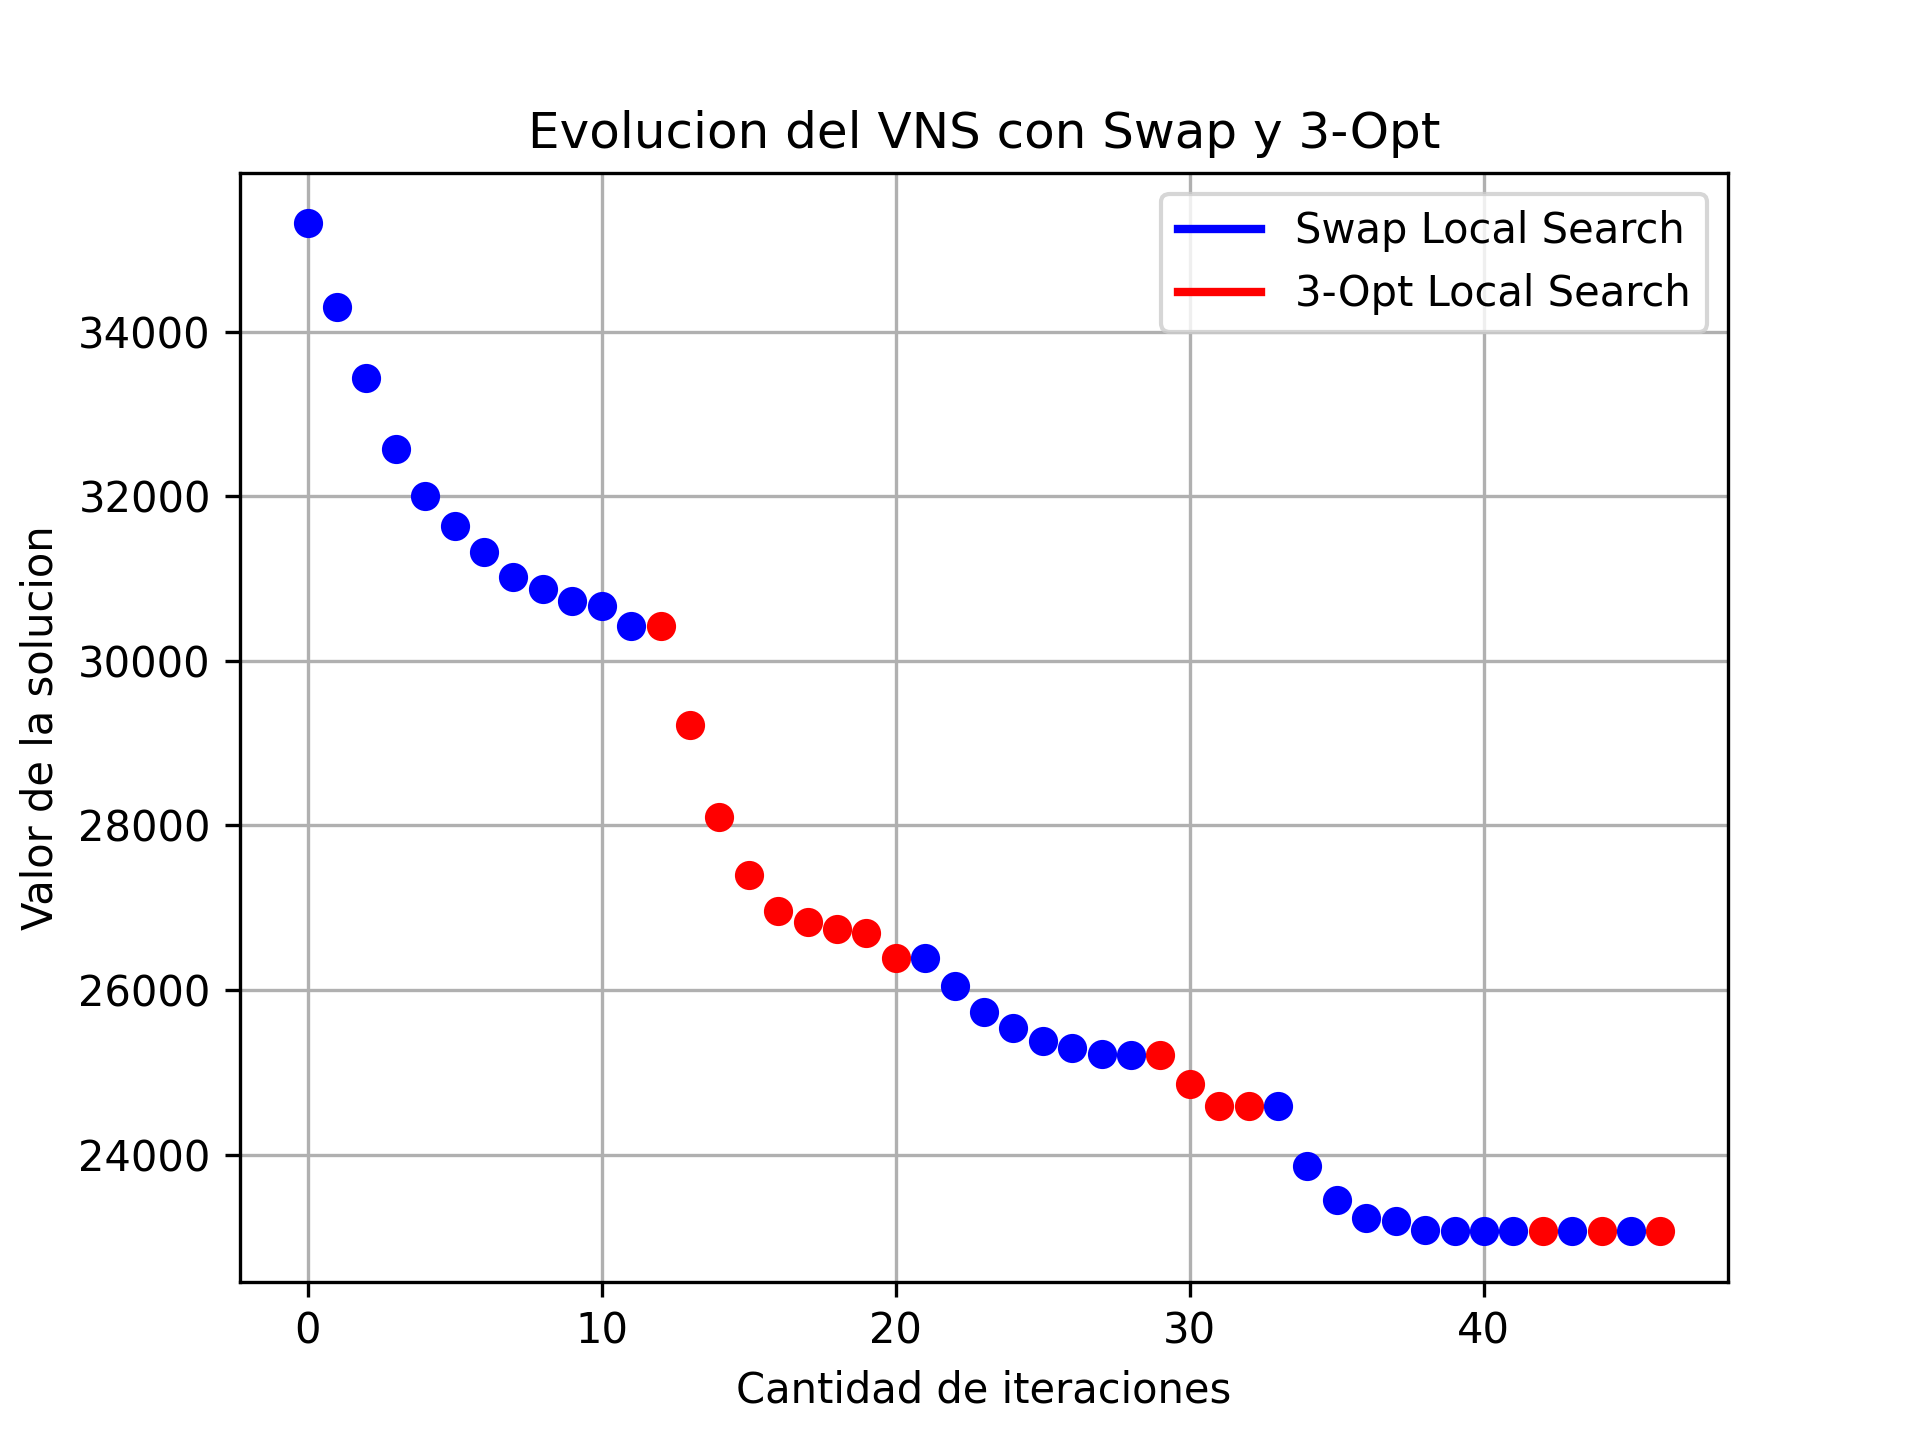 Evolucion del VNS con Swap y 3-Opt
Swap Local Search
3-Opt Local Search
Valor de la solucion
34000
32000
30000
28000
26000
24000
0 10 20 30 40
Cantidad de iteraciones